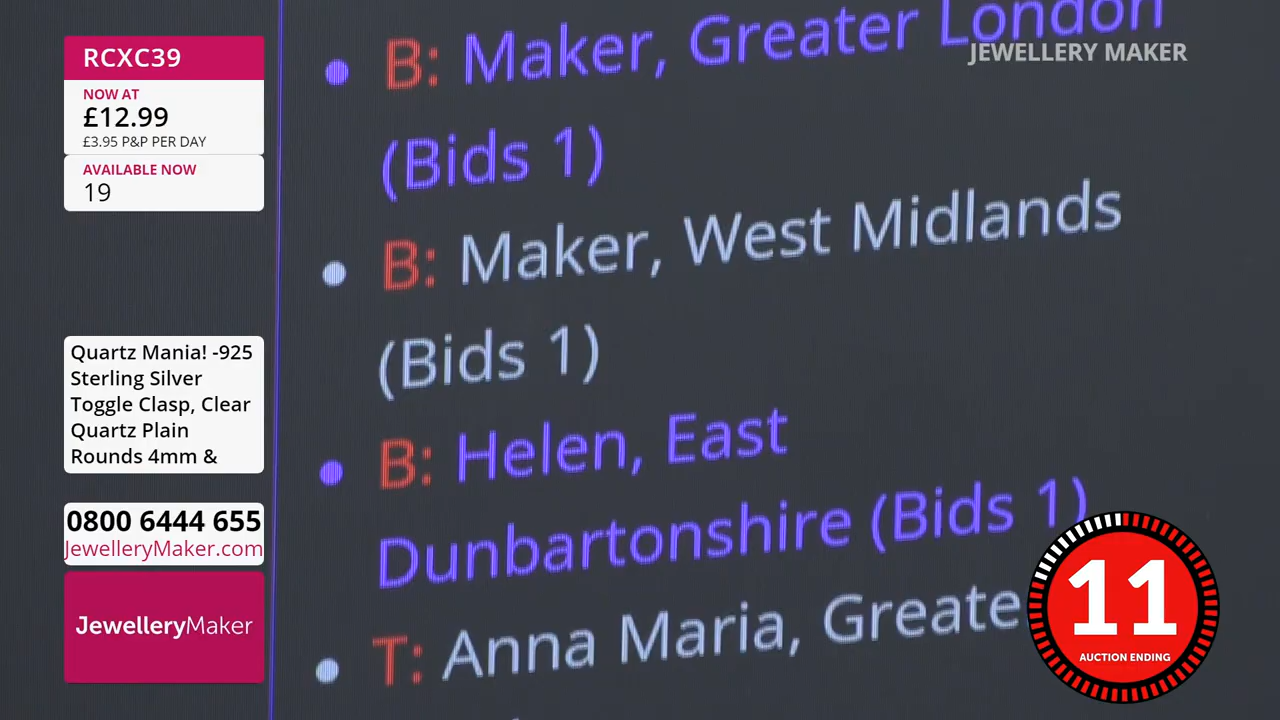 RCXC39
NOW AT
£12.99
£3.95 P&P PER DAY
AVAILABLE NOW
19
Quartz Mania! -925
Sterling Silver
Toggle Clasp, Clear
Quartz Plain
Rounds 4mm &
0800 6444 655
JewelleryMaker.com
JewelleryMaker
JEWELLERY MAKER
B: Maker, Greater London
(Bids 1)
B: Maker, West Midlands
(Bids 1)
B: Helen, East
Dunbartonshire (Bids 1)
T: Anna Maria, Greate
11
AUCTION ENDING